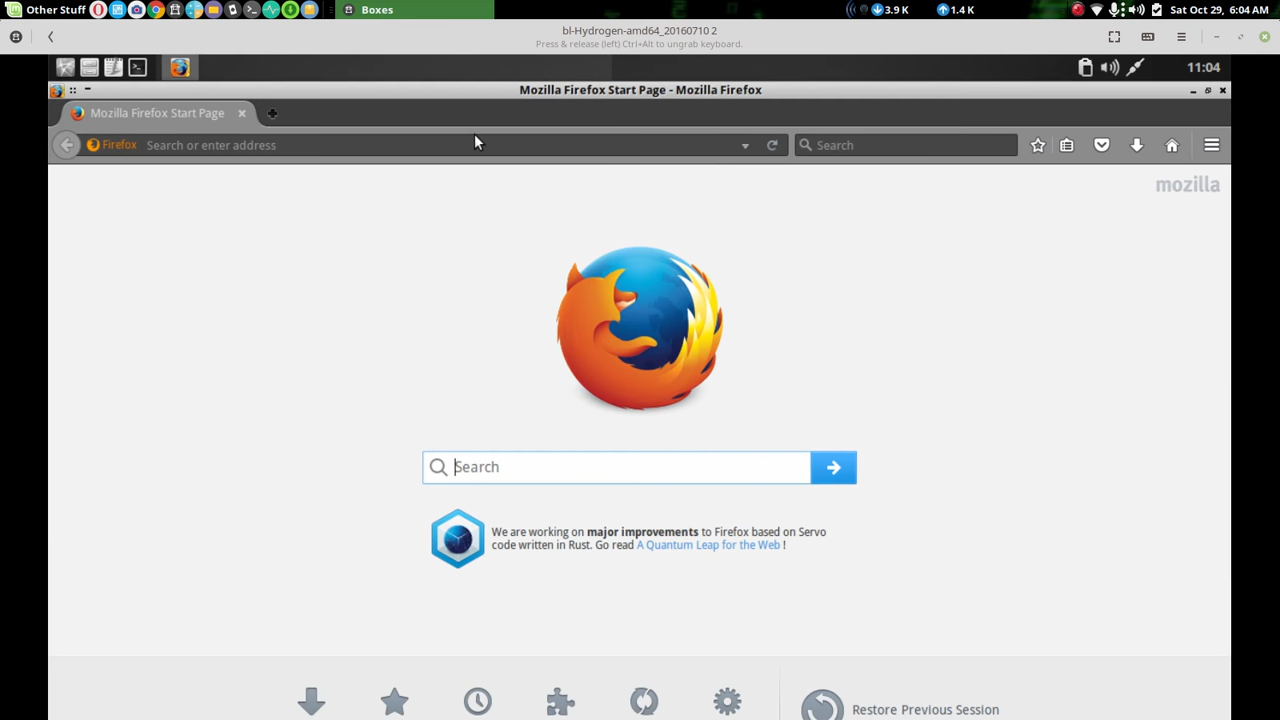 Other Stuff
Boxes
3.9 K
1.4 K
Sat Oct 29, 6:04 AM
bl-Hydrogen-amd64_20160710 2
Press & release (left) Ctrl+Alt to ungrab keyboard.
11:04
Mozilla Firefox Start Page - Mozilla Firefox
Mozilla Firefox Start Page
Firefox
Search or enter address
Search
mozilla
Search
We are working on major improvements to Firefox based on Servo
code written in Rust. Go read A Quantum Leap for the Web !
Restore Previous Session